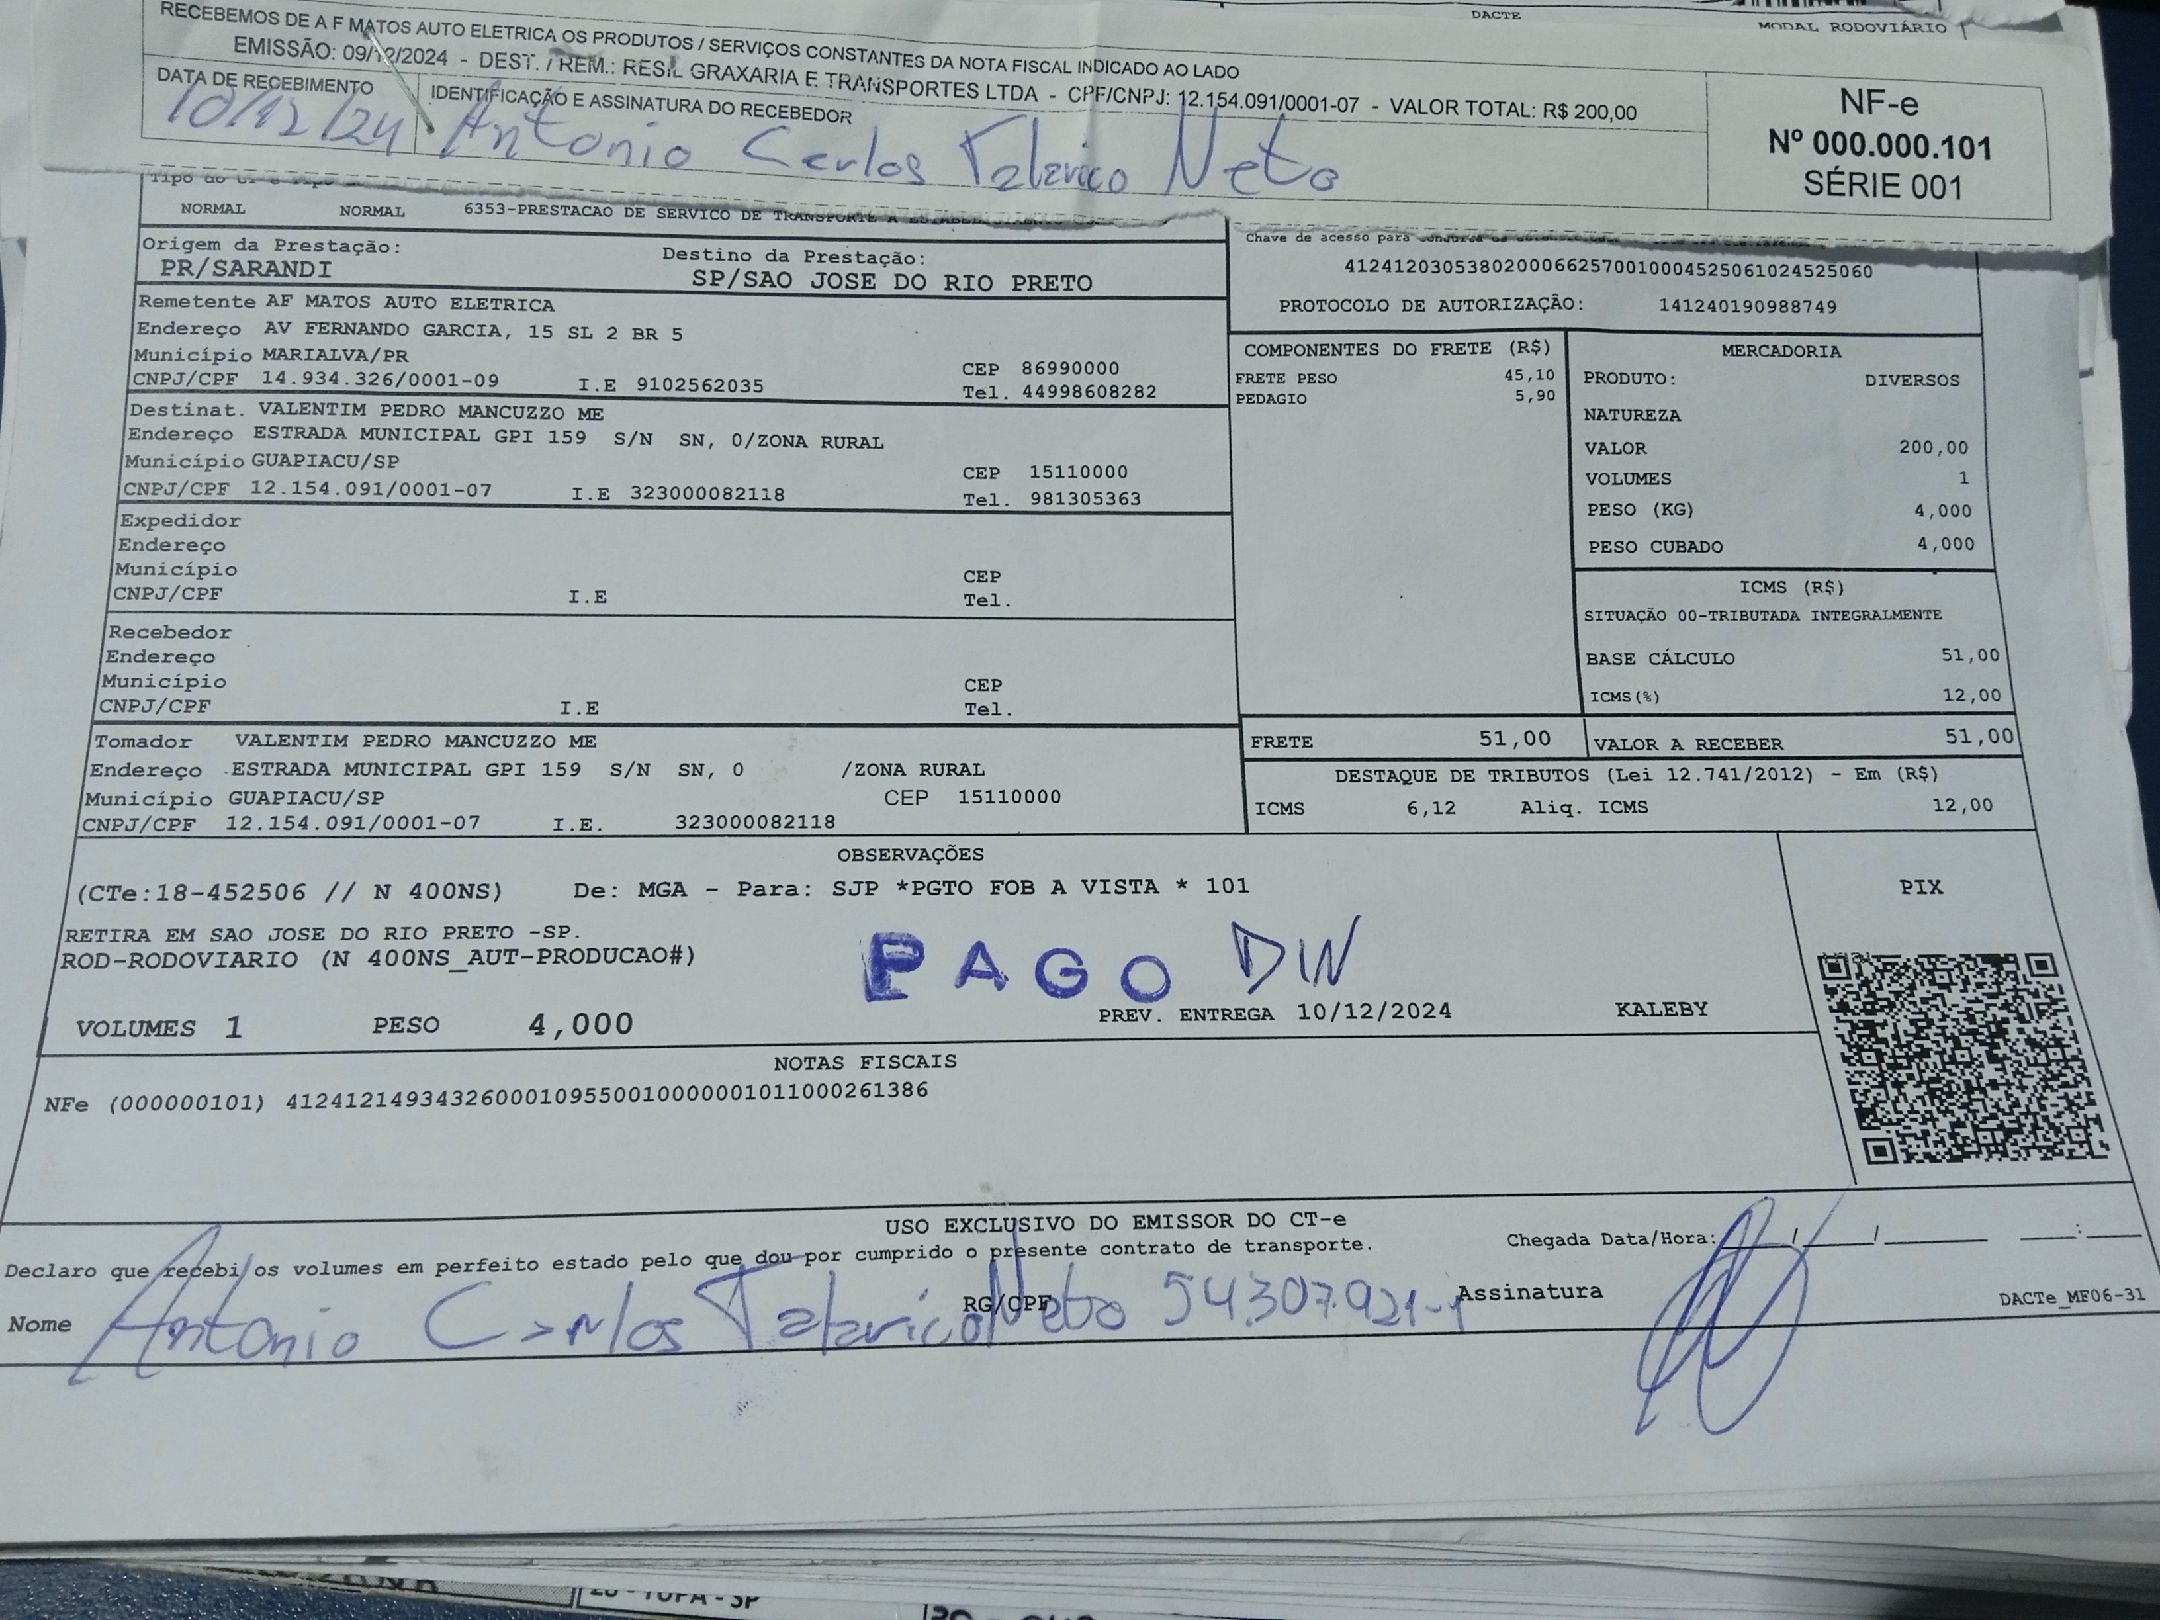 DACTE
MODAL RODOVIÁRIO
RECEBEMOS DE A F MATOS AUTO ELETRICA OS PRODUTOS / SERVIÇOS CONSTANTES DA NOTA FISCAL INDICADO AO LADO
EMISSÃO: 09/12/2024 - DEST. / REM.: RESIL GRAXARIA E TRANSPORTES LTDA - CPF/CNPJ: 12.154.091/0001-07 - VALOR TOTAL: R$ 200,00
DATA DE RECEBIMENTO
IDENTIFICAÇÃO E ASSINATURA DO RECEBEDOR
10/12/24 Antonio Carlos Talarico Neto
NF-e
Nº 000.000.101
SÉRIE 001
NORMAL NORMAL 6353-PRESTACAO DE SERVICO DE TRANSPORTE A
Origem da Prestação:
PR/SARANDI
Destino da Prestação:
SP/SAO JOSE DO RIO PRETO
Chave de acesso para
41241203053802000662570010004525061024525060
PROTOCOLO DE AUTORIZAÇÃO: 141240190988749
Remetente AF MATOS AUTO ELETRICA
Endereço AV FERNANDO GARCIA, 15 SL 2 BR 5
Município MARIALVA/PR CEP 86990000
CNPJ/CPF 14.934.326/0001-09 I.E 9102562035 Tel. 44998608282
Destinat. VALENTIM PEDRO MANCUZZO ME
Endereço ESTRADA MUNICIPAL GPI 159 S/N SN, 0/ZONA RURAL
Município GUAPIACU/SP CEP 15110000
CNPJ/CPF 12.154.091/0001-07 I.E 323000082118 Tel. 981305363
Expedidor
Endereço
Município CEP
CNPJ/CPF I.E Tel.
Recebedor
Endereço
Município CEP
CNPJ/CPF I.E Tel.
Tomador VALENTIM PEDRO MANCUZZO ME
Endereço ESTRADA MUNICIPAL GPI 159 S/N SN, 0 /ZONA RURAL
Município GUAPIACU/SP CEP 15110000
CNPJ/CPF 12.154.091/0001-07 I.E. 323000082118
COMPONENTES DO FRETE (R$)
FRETE PESO 45,10
PEDAGIO 5,90
MERCADORIA
PRODUTO: DIVERSOS
NATUREZA
VALOR 200,00
VOLUMES 1
PESO (KG) 4,000
PESO CUBADO 4,000
ICMS (R$)
SITUAÇÃO 00-TRIBUTADA INTEGRALMENTE
BASE CÁLCULO 51,00
ICMS(%) 12,00
FRETE 51,00 VALOR A RECEBER 51,00
DESTAQUE DE TRIBUTOS (Lei 12.741/2012) - Em (R$)
ICMS 6,12 Aliq. ICMS 12,00
OBSERVAÇÕES
(CTe:18-452506 // N 400NS) De: MGA - Para: SJP *PGTO FOB A VISTA * 101
RETIRA EM SAO JOSE DO RIO PRETO -SP.
ROD-RODOVIARIO (N 400NS_AUT-PRODUCAO#)
PAGO DIN
VOLUMES 1 PESO 4,000 PREV. ENTREGA 10/12/2024 KALEBY
PIX
NOTAS FISCAIS
NFe (000000101) 41241214934326000109550010000001011000261386
USO EXCLUSIVO DO EMISSOR DO CT-e
Declaro que recebi os volumes em perfeito estado pelo que dou por cumprido o presente contrato de transporte.
Chegada Data/Hora: / / :
Nome Antonio Carlos Talarico Neto RG/CPF 54.307.921-1 Assinatura
DACTe_MF06-31